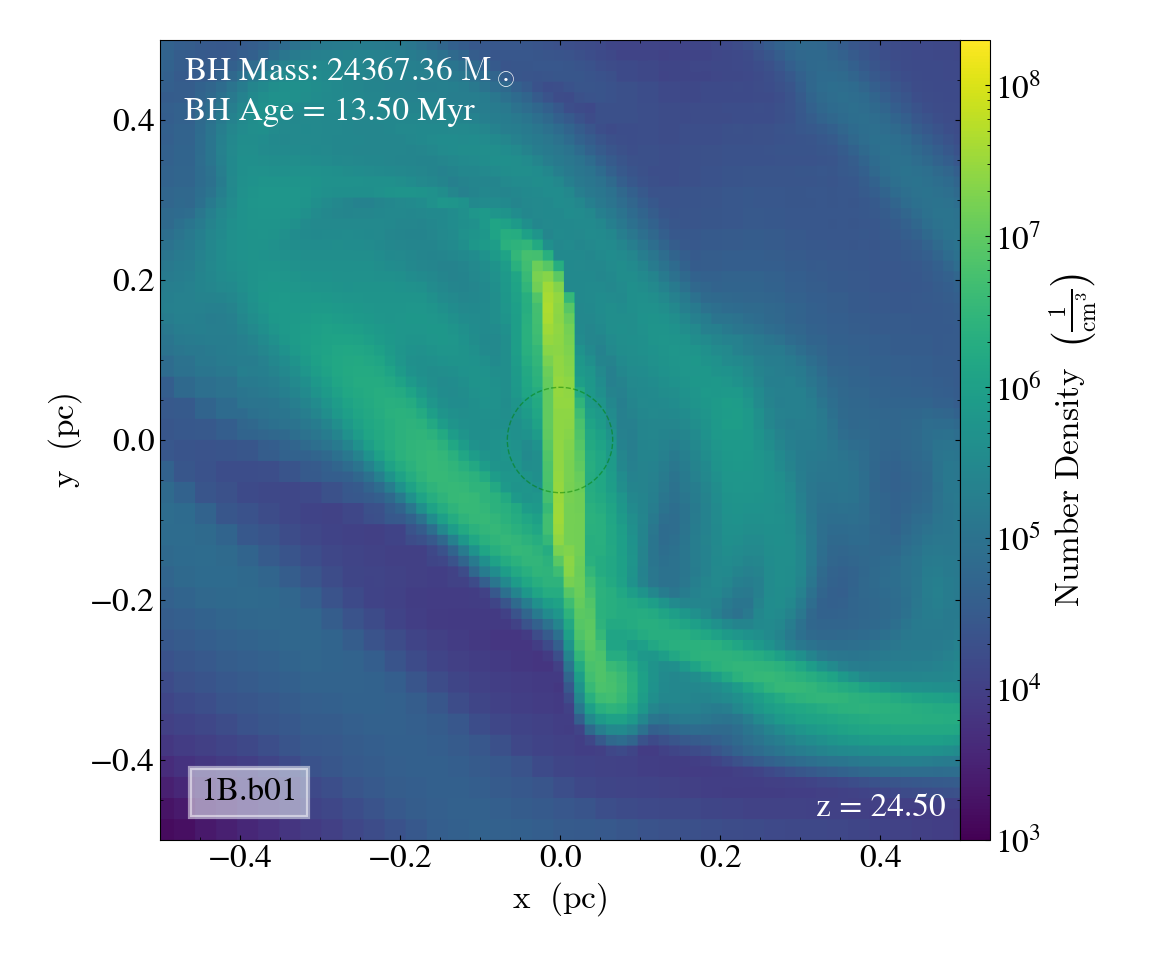 BH Mass: 24367.36 M⊙
BH Age = 13.50 Myr
0.4
0.2
0.0
−0.2
−0.4
y (pc)
1B.b01
z = 24.50
−0.4 −0.2 0.0 0.2 0.4
x (pc)
10⁸
10⁷
10⁶
10⁵
10⁴
10³
Number Density (1/cm³)